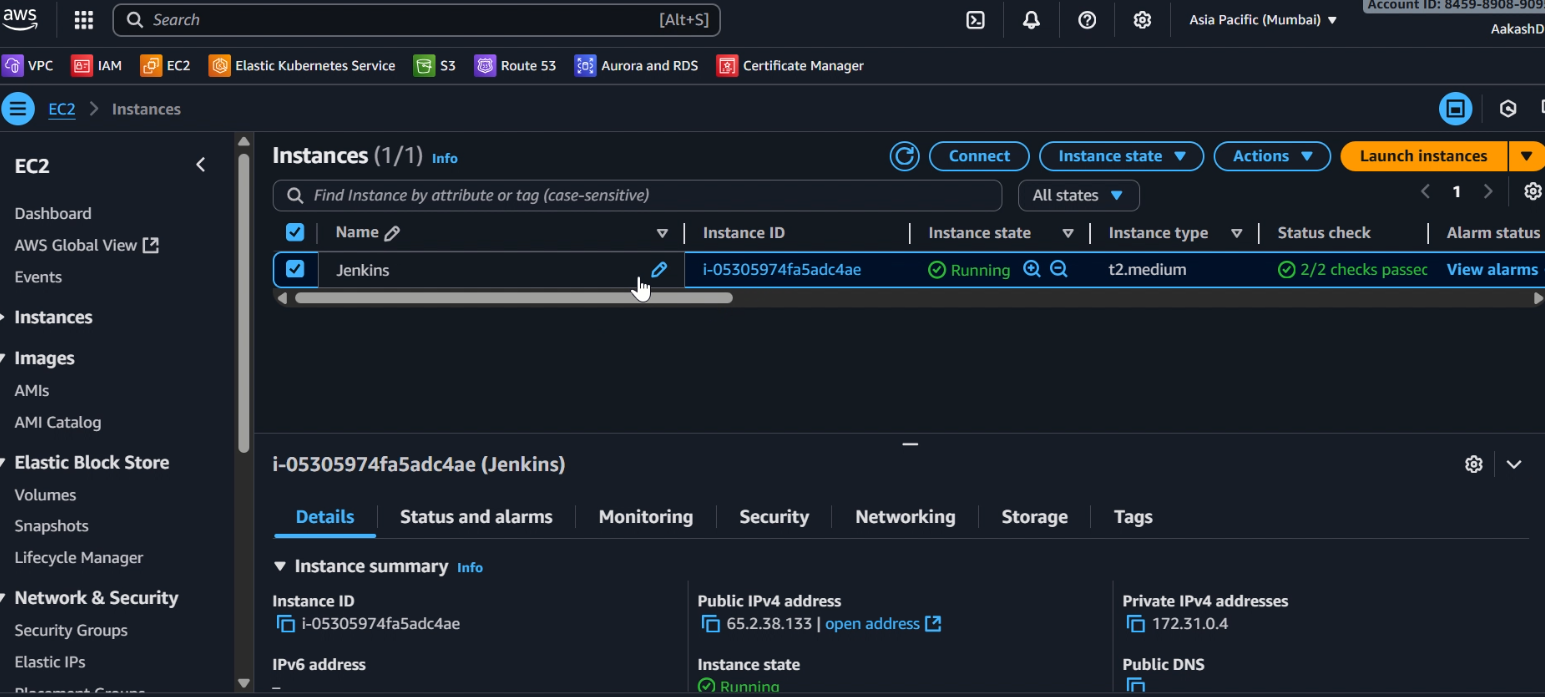 aws
Search [Alt+S]
Asia Pacific (Mumbai)
Account ID: 8459-8908-909
AakashD
VPC IAM EC2 Elastic Kubernetes Service S3 Route 53 Aurora and RDS Certificate Manager
EC2 > Instances
EC2
Dashboard
AWS Global View
Events
Instances
Images
AMIs
AMI Catalog
Elastic Block Store
Volumes
Snapshots
Lifecycle Manager
Network & Security
Security Groups
Elastic IPs
Placement Groups
Instances (1/1) Info
Connect
Instance state
Actions
Launch instances
Find Instance by attribute or tag (case-sensitive)
All states
1
Name Instance ID Instance state Instance type Status check Alarm status
Jenkins i-05305974fa5adc4ae Running t2.medium 2/2 checks passec View alarms
i-05305974fa5adc4ae (Jenkins)
Details Status and alarms Monitoring Security Networking Storage Tags
Instance summary Info
Instance ID
i-05305974fa5adc4ae
Public IPv4 address
65.2.38.133 | open address
Private IPv4 addresses
172.31.0.4
IPv6 address
–
Instance state
Running
Public DNS